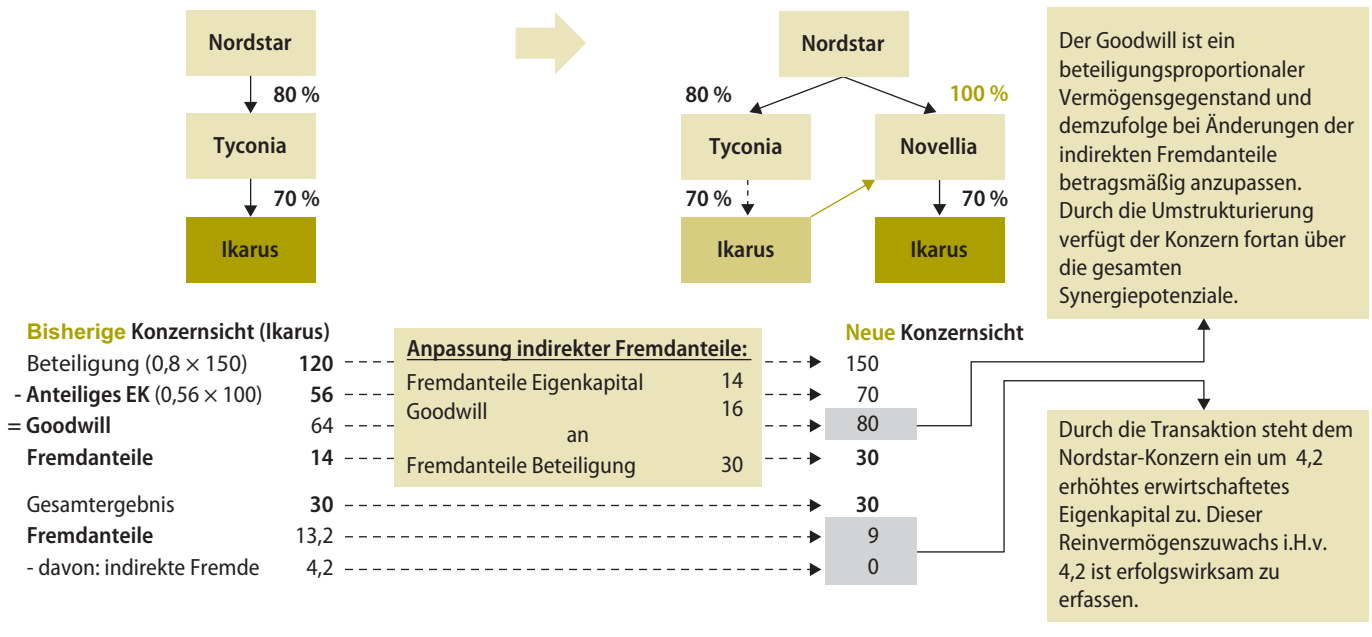 Nordstar
80 %
Tyconia
70 %
Ikarus
Nordstar
80 %
100 %
Tyconia
Novellia
70 %
70 %
Ikarus
Ikarus
Der Goodwill ist ein
beteiligungsproportionaler
Vermögensgegenstand und
demzufolge bei Änderungen der
indirekten Fremdanteile
betragsmäßig anzupassen.
Durch die Umstrukturierung
verfügt der Konzern fortan über
die gesamten
Synergiepotenziale.
Bisherige Konzernsicht (Ikarus)
Beteiligung (0,8 × 150) 120
- Anteiliges EK (0,56 × 100) 56
= Goodwill 64
Fremdanteile 14
Gesamtergebnis 30
Fremdanteile 13,2
- davon: indirekte Fremde 4,2
Anpassung indirekter Fremdanteile:
Fremdanteile Eigenkapital 14
Goodwill 16
an
Fremdanteile Beteiligung 30
Neue Konzernsicht
150
70
80
30
30
9
0
Durch die Transaktion steht dem
Nordstar-Konzern ein um 4,2
erhöhtes erwirtschaftetes
Eigenkapital zu. Dieser
Reinvermögenszuwachs i.H.v.
4,2 ist erfolgswirksam zu
erfassen.